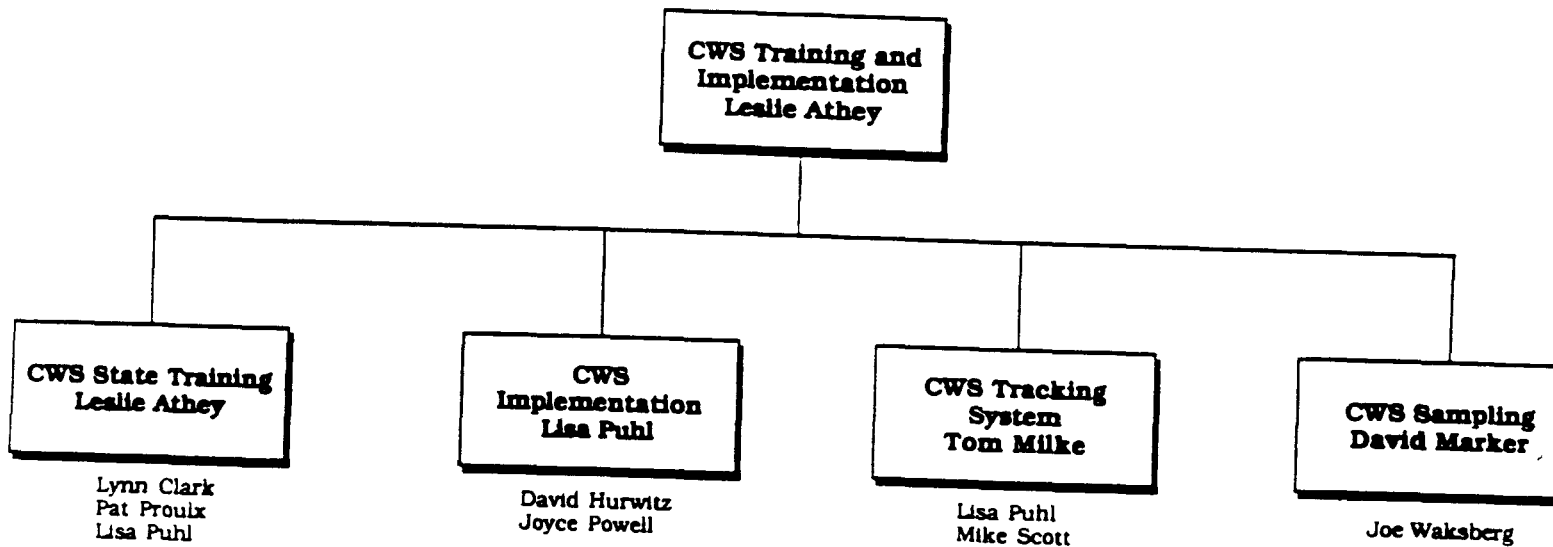 CWS Training and
Implementation
Leslie Athey
CWS State Training
Leslie Athey
Lynn Clark
Pat Proulx
Lisa Puhl
CWS
Implementation
Lisa Puhl
David Hurwitz
Joyce Powell
CWS Tracking
System
Tom Milke
Lisa Puhl
Mike Scott
CWS Sampling
David Marker
Joe Waksberg